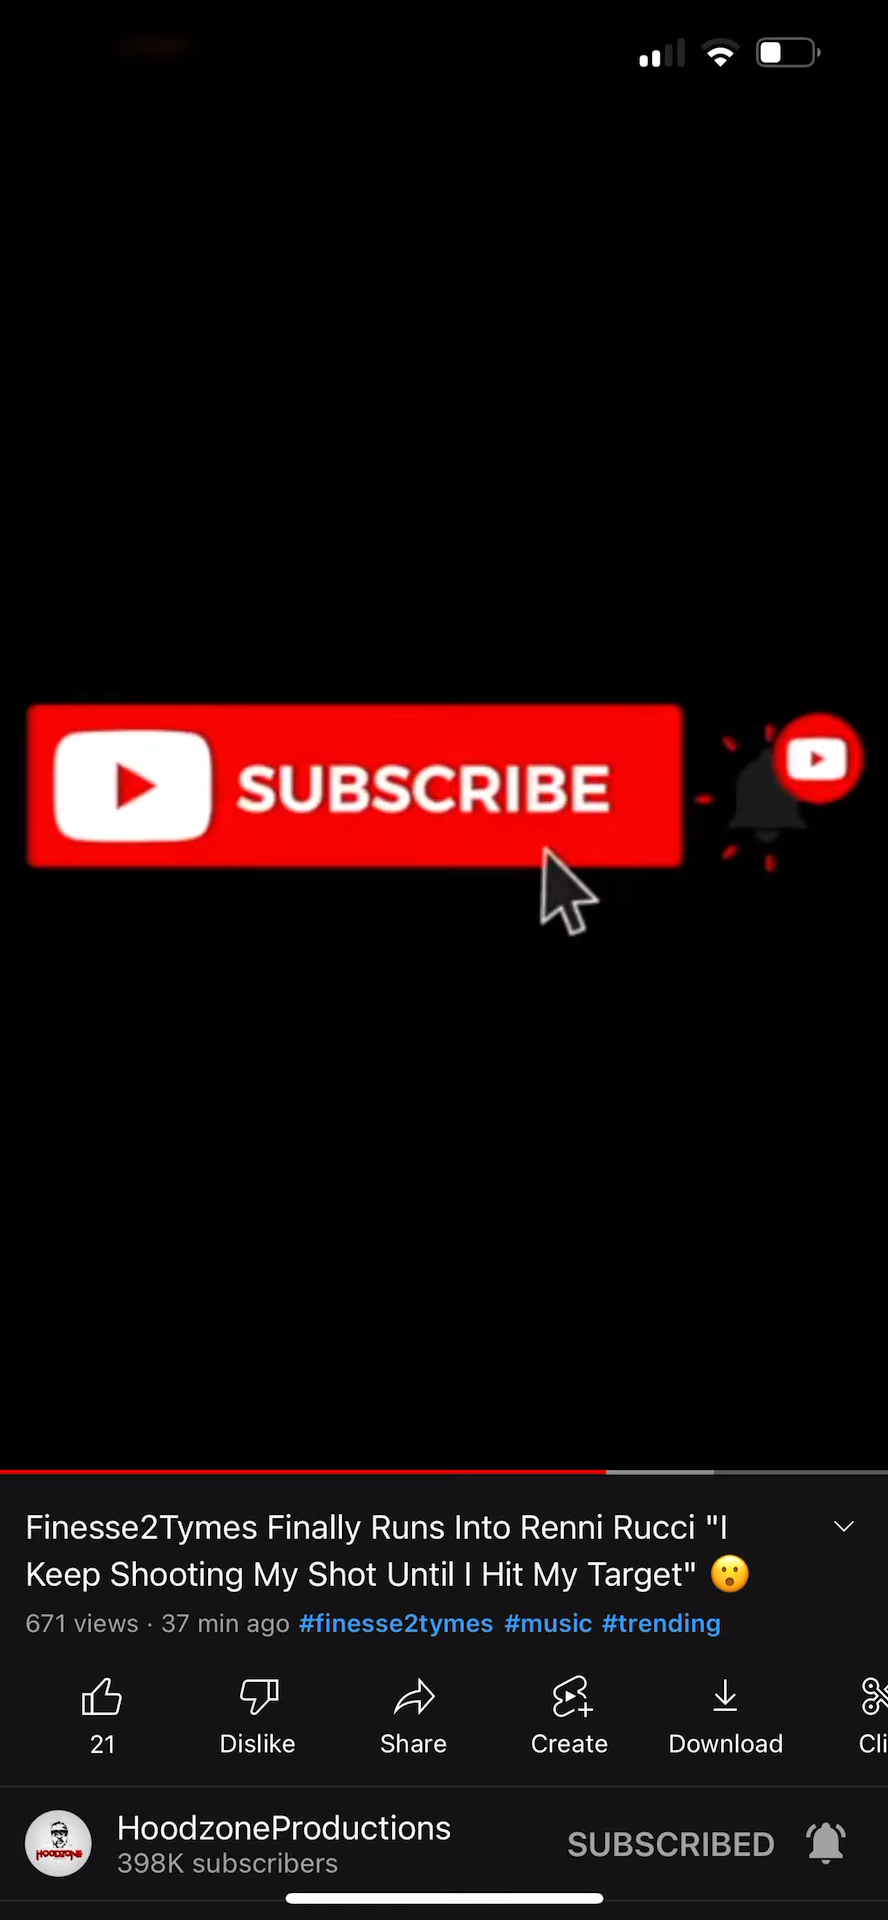 SUBSCRIBE
Finesse2Tymes Finally Runs Into Renni Rucci "I
Keep Shooting My Shot Until I Hit My Target" 😮
671 views · 37 min ago #finesse2tymes #music #trending
21 Dislike Share Create Download Cli
HOODZONE
HoodzoneProductions
398K subscribers
SUBSCRIBED